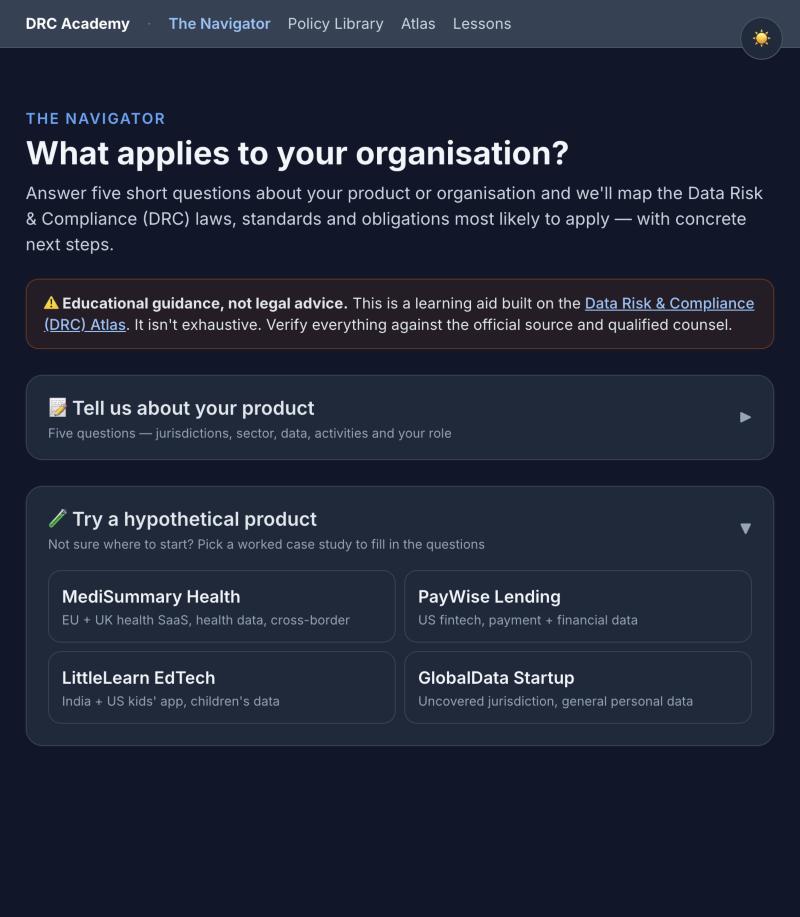 DRC Academy · The Navigator Policy Library Atlas Lessons
THE NAVIGATOR
What applies to your organisation?
Answer five short questions about your product or organisation and we'll map the Data Risk
& Compliance (DRC) laws, standards and obligations most likely to apply — with concrete
next steps.
⚠️ Educational guidance, not legal advice. This is a learning aid built on the Data Risk & Compliance
(DRC) Atlas. It isn't exhaustive. Verify everything against the official source and qualified counsel.
📝 Tell us about your product
Five questions — jurisdictions, sector, data, activities and your role
🧪 Try a hypothetical product
Not sure where to start? Pick a worked case study to fill in the questions
MediSummary Health
EU + UK health SaaS, health data, cross-border
PayWise Lending
US fintech, payment + financial data
LittleLearn EdTech
India + US kids' app, children's data
GlobalData Startup
Uncovered jurisdiction, general personal data